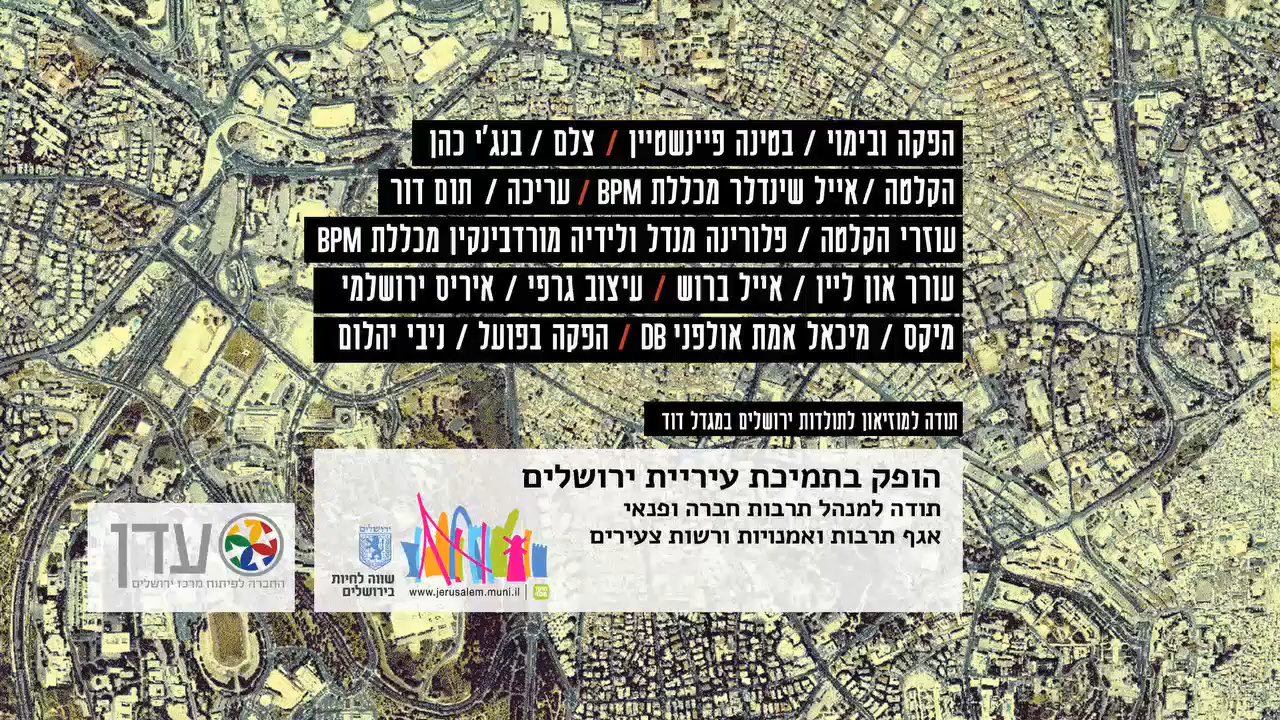 הפקה ובימוי / בטינה פיינשטיין / צלם / בנג'י כהן
הקלטה / אייל שינדלר מכללת BPM / עריכה / תום דור
עוזרי הקלטה / פלורינה מנדל ולידיה מורדבינקין מכללת BPM
עורך און ליין / אייל ברוש / עיצוב גרפי / איריס ירושלמי
מיקס / מיכאל אמת אולפני DB / הפקה בפועל / ניבי יהלום
תודה למוזיאון לתולדות ירושלים במגדל דוד
הופק בתמיכת עיריית ירושלים
תודה למנהל תרבות חברה ופנאי
אגף תרבות ואמנויות ורשות צעירים
ירושלים
שווה לחיות
בירושלים
www.jerusalem.muni.il
מוקד
106
עדן
החברה לפיתוח מרכז ירושלים